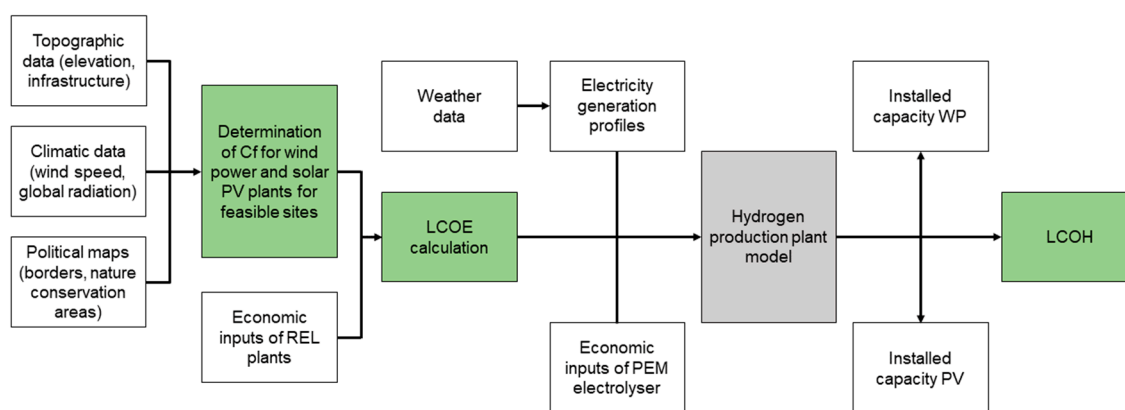 Topographic
data (elevation,
infrastructure)
Climatic data
(wind speed,
global radiation)
Political maps
(borders, nature
conservation
areas)
Determination
of Cf for wind
power and solar
PV plants for
feasible sites
Economic
inputs of REL
plants
Weather
data
LCOE
calculation
Electricity
generation
profiles
Economic
inputs of PEM
electrolyser
Hydrogen
production plant
model
Installed
capacity WP
Installed
capacity PV
LCOH